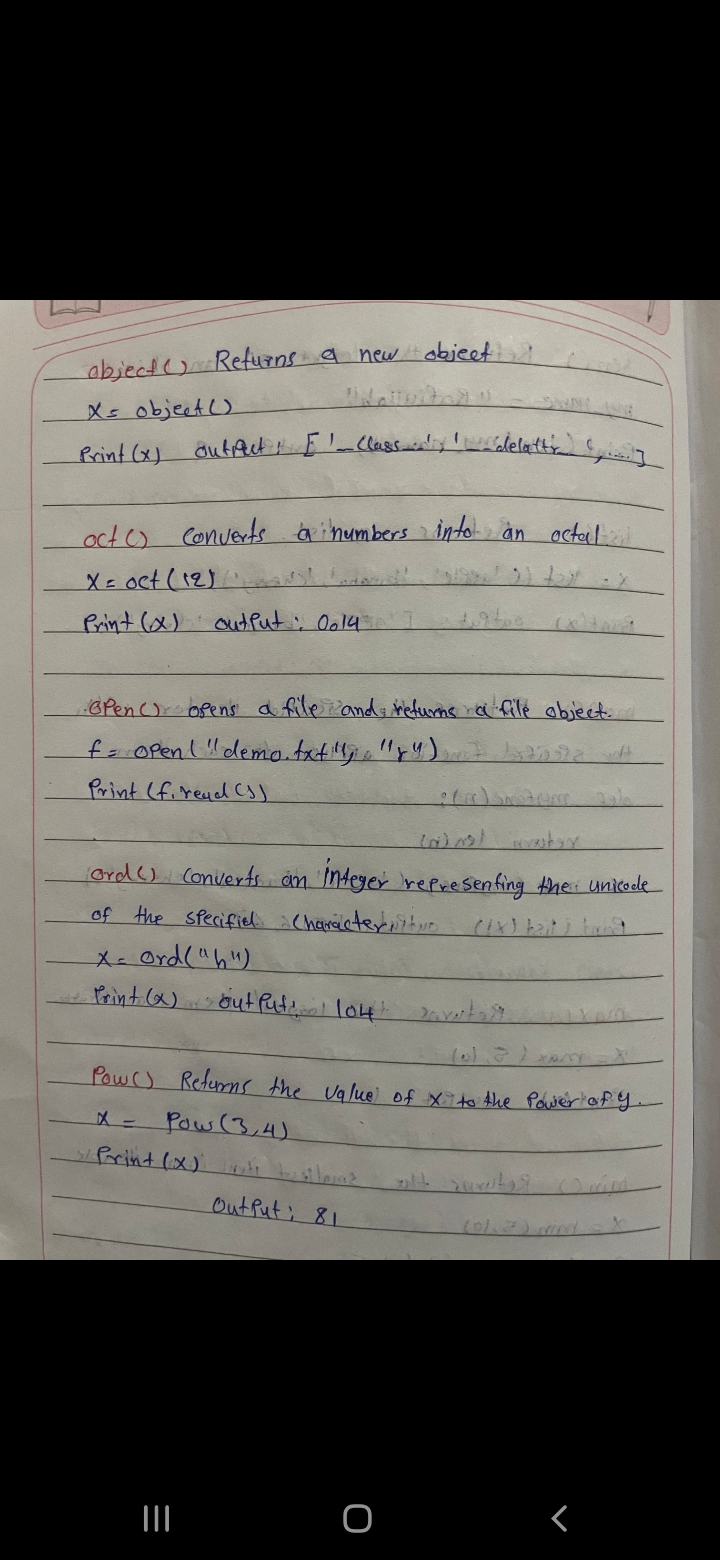 object() Returns a new object
x = object()
Print(x) output: ['__class__', '__delattr__', ....]
oct() converts a numbers into an octal
x = oct(12)
Print(x) output: 0o14
open() opens a file and returns a file object.
f = open("demo.txt", "r")
Print(f.read())
ord() converts an integer representing the unicode
of the specified character.
x = ord("h")
Print(x) output: 104
Pow() Returns the value of x to the Power of y.
x = Pow(3,4)
Print(x)
Output: 81